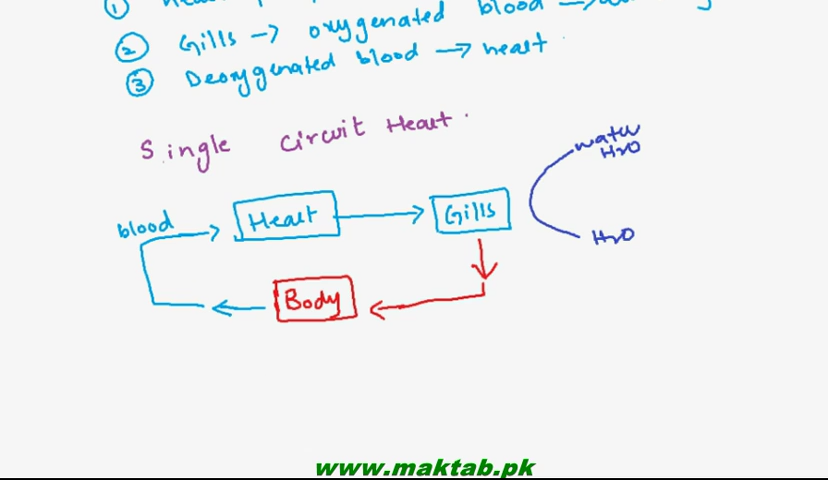 ①
② Gills → oxygenated blood →
③ Deoxygenated blood → heart
Single Circuit Heart.
water
H2O
blood
Heart
Gills
H2O
Body
www.maktab.pk